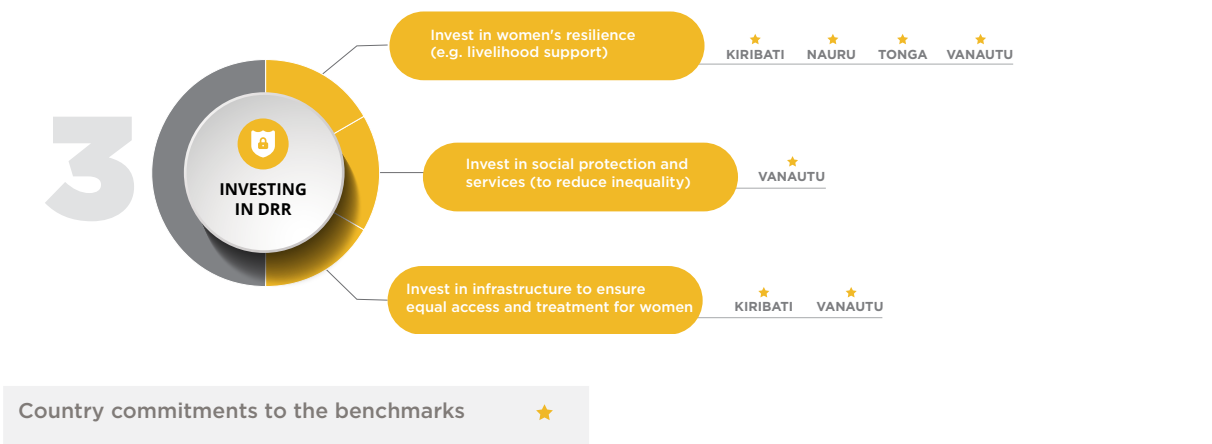 3
INVESTING
IN DRR
Invest in women's resilience
(e.g. livelihood support)
KIRIBATI NAURU TONGA VANAUTU
Invest in social protection and
services (to reduce inequality)
VANAUTU
Invest in infrastructure to ensure
equal access and treatment for women
KIRIBATI VANAUTU
Country commitments to the benchmarks